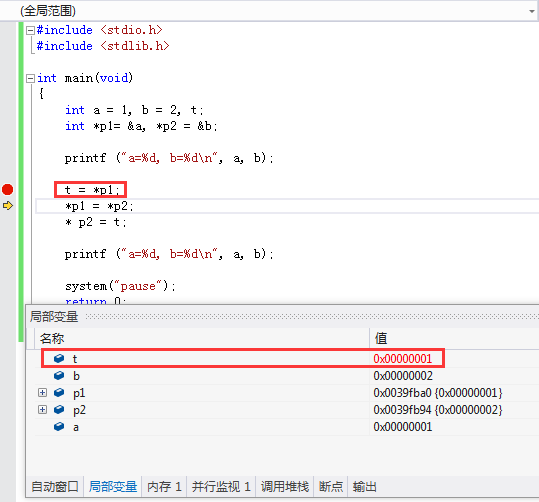 (全局范围)
#include <stdio.h>
#include <stdlib.h>
int main(void)
{
int a = 1, b = 2, t;
int *p1= &a, *p2 = &b;
printf ("a=%d, b=%d\n", a, b);
t = *p1;
*p1 = *p2;
* p2 = t;
printf ("a=%d, b=%d\n", a, b);
system("pause");
return 0;
局部变量
名称 值
t 0x00000001
b 0x00000002
p1 0x0039fba0 {0x00000001}
p2 0x0039fb94 {0x00000002}
a 0x00000001
自动窗口 局部变量 内存 1 并行监视 1 调用堆栈 断点 输出